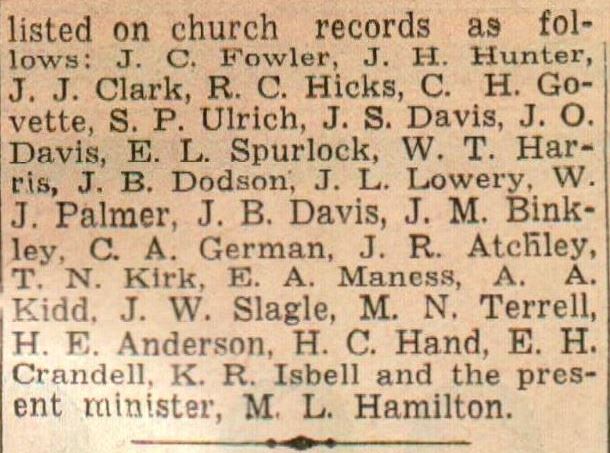 listed on church records as fol-
lows: J. C. Fowler, J. H. Hunter,
J. J. Clark, R. C. Hicks, C. H. Go-
vette, S. P. Ulrich, J. S. Davis, J. O.
Davis, E. L. Spurlock, W. T. Har-
ris, J. B. Dodson, J. L. Lowery, W.
J. Palmer, J. B. Davis, J. M. Bink-
ley, C. A. German, J. R. Atchley,
T. N. Kirk, E. A. Maness, A. A.
Kidd, J. W. Slagle, M. N. Terrell,
H. E. Anderson, H. C. Hand, E. H.
Crandell, K. R. Isbell and the pres-
ent minister, M. L. Hamilton.